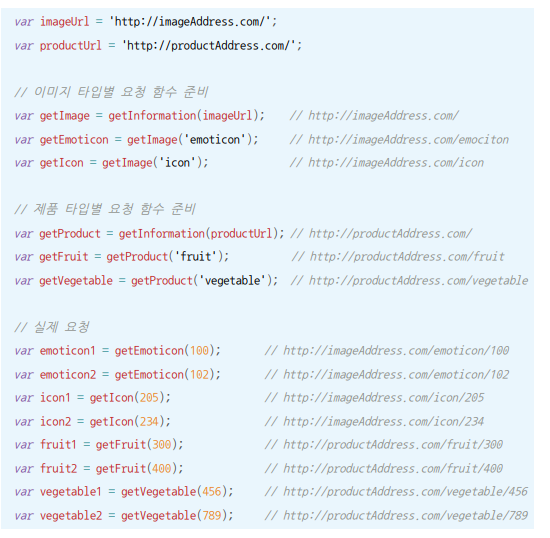 var imageUrl = 'http://imageAddress.com/';
var productUrl = 'http://productAddress.com/';
// 이미지 타입별 요청 함수 준비
var getImage = getInformation(imageUrl); // http://imageAddress.com/
var getEmoticon = getImage('emoticon'); // http://imageAddress.com/emociton
var getIcon = getImage('icon'); // http://imageAddress.com/icon
// 제품 타입별 요청 함수 준비
var getProduct = getInformation(productUrl); // http://productAddress.com/
var getFruit = getProduct('fruit'); // http://productAddress.com/fruit
var getVegetable = getProduct('vegetable'); // http://productAddress.com/vegetable
// 실제 요청
var emoticon1 = getEmoticon(100); // http://imageAddress.com/emoticon/100
var emoticon2 = getEmoticon(102); // http://imageAddress.com/emoticon/102
var icon1 = getIcon(205); // http://imageAddress.com/icon/205
var icon2 = getIcon(234); // http://imageAddress.com/icon/234
var fruit1 = getFruit(300); // http://productAddress.com/fruit/300
var fruit2 = getFruit(400); // http://productAddress.com/fruit/400
var vegetable1 = getVegetable(456); // http://productAddress.com/vegetable/456
var vegetable2 = getVegetable(789); // http://productAddress.com/vegetable/789